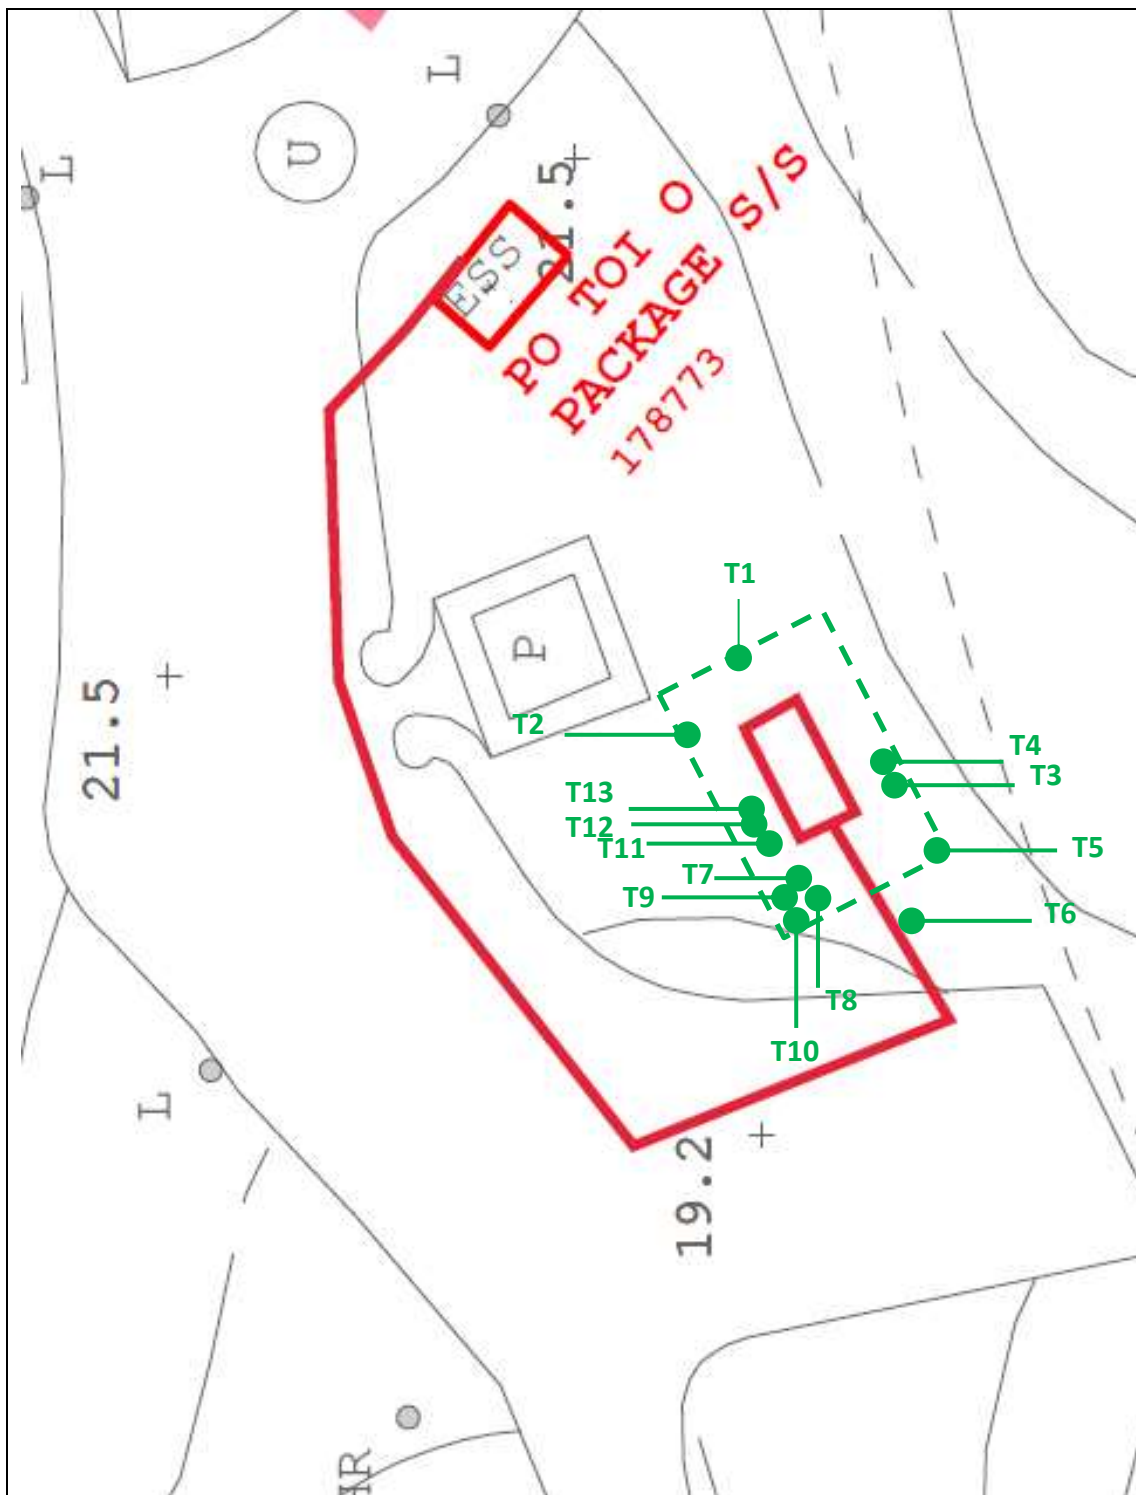 L
L
U
21.5
ESS
PO TOI O
PACKAGE S/S
178773
T1
P
21.5
T2
T4
T3
T13
T12
T11
T5
T7
T9
T6
T8
T10
L
19.2